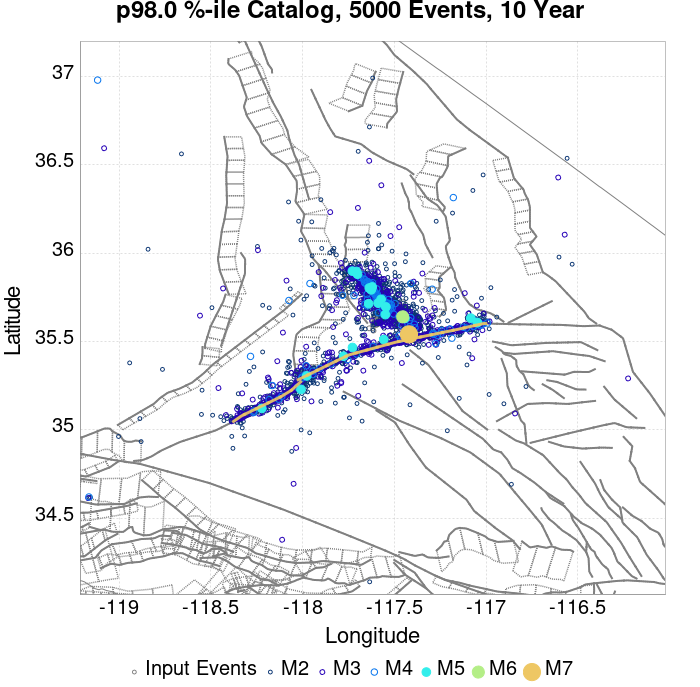 p98.0 %-ile Catalog, 5000 Events, 10 Year
37
36.5
36
35.5
35
34.5
Latitude
-119 -118.5 -118 -117.5 -117 -116.5
Longitude
Input Events M2 M3 M4 M5 M6 M7